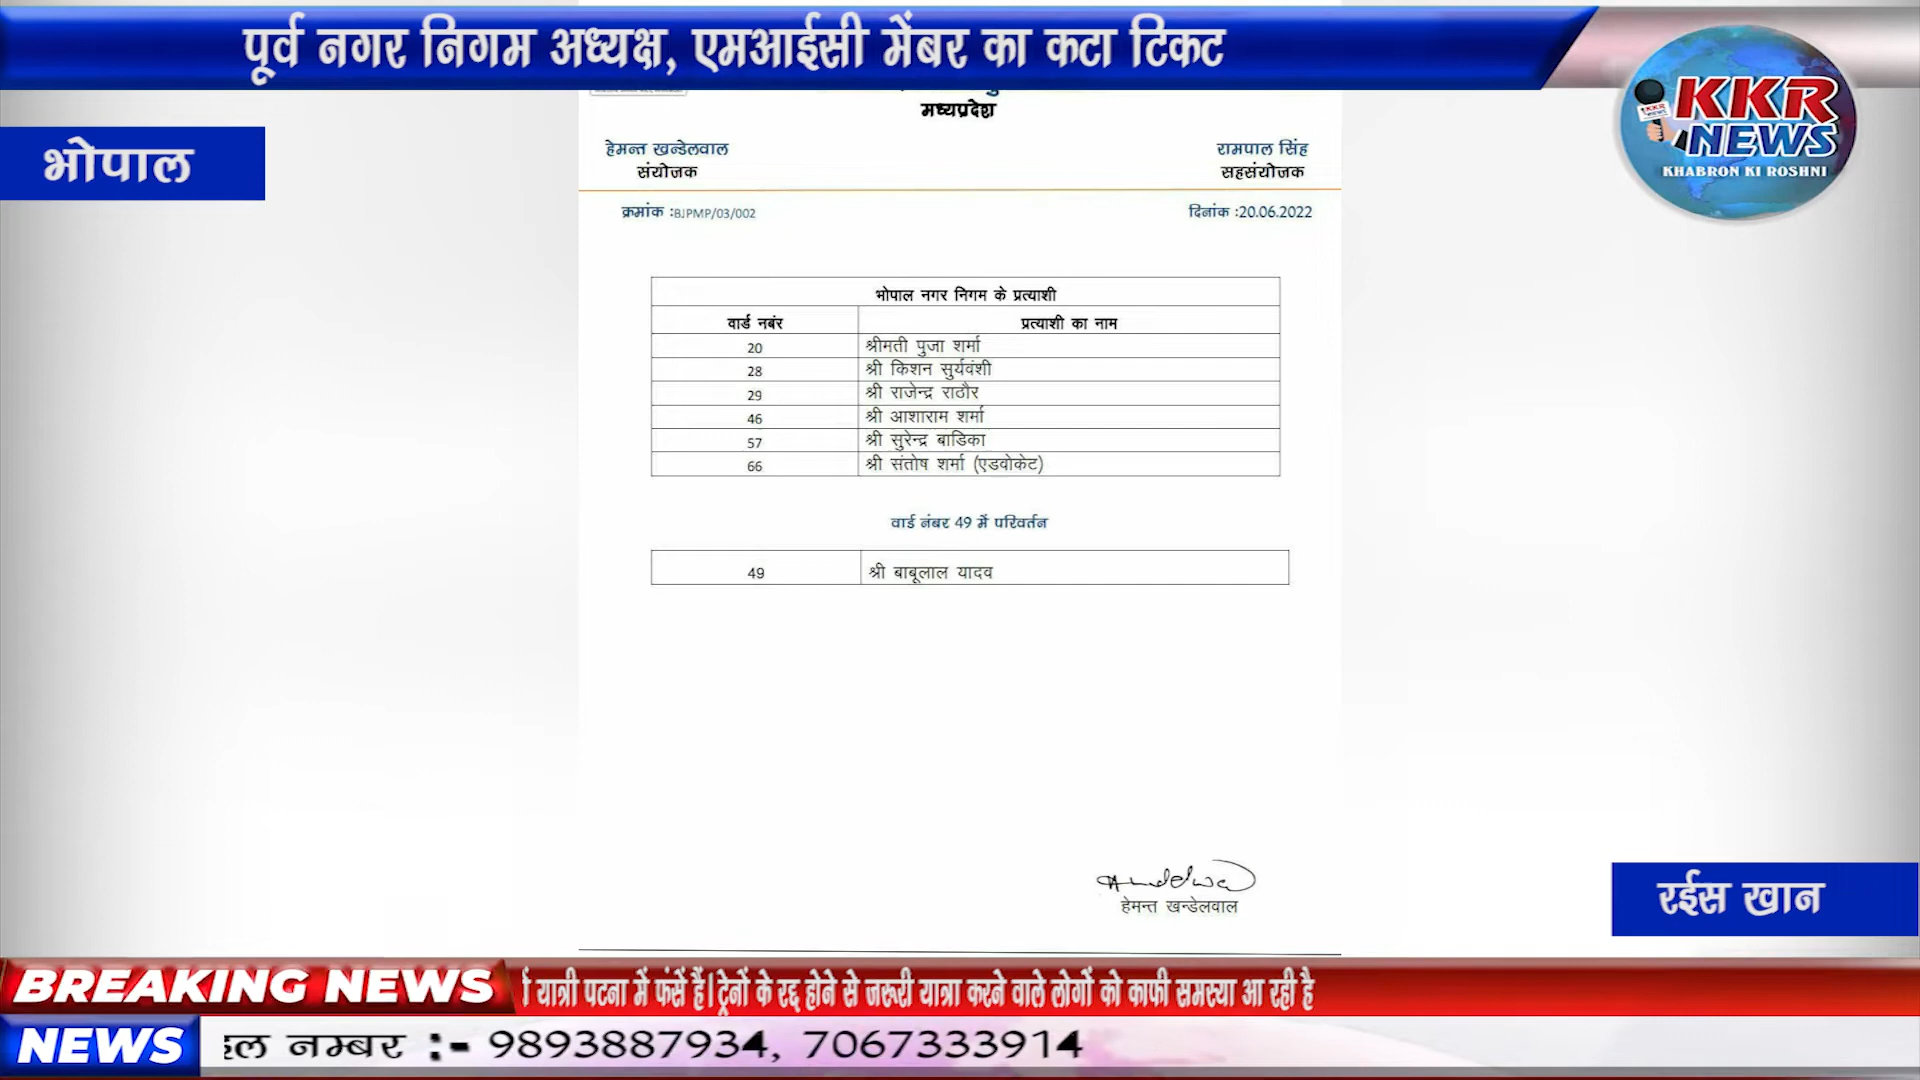 पूर्व नगर निगम अध्यक्ष, एमआईसी मेंबर का कटा टिकट
KKR
NEWS
KHABRON KI ROSHNI
भोपाल
मध्यप्रदेश
हेमन्त खन्डेलवाल
संयोजक
रामपाल सिंह
सहसंयोजक
क्रमांक :BJPMP/03/002
दिनांक :20.06.2022
भोपाल नगर निगम के प्रत्याशी
वार्ड नबंर प्रत्याशी का नाम
20 श्रीमती पुजा शर्मा
28 श्री किशन सुर्यवंशी
29 श्री राजेन्द्र राठौर
46 श्री आशाराम शर्मा
57 श्री सुरेन्द्र बाडिका
66 श्री संतोष शर्मा (एडवोकेट)
वार्ड नंबर 49 में परिवर्तन
49 श्री बाबूलाल यादव
हेमन्त खन्डेलवाल
रईस खान
BREAKING NEWS यात्री पटना में फंसें हैं। ट्रेनों के रद्द होने से जरूरी यात्रा करने वाले लोगों को काफी समस्या आ रही है
NEWS नम्बर :- 9893887934, 7067333914